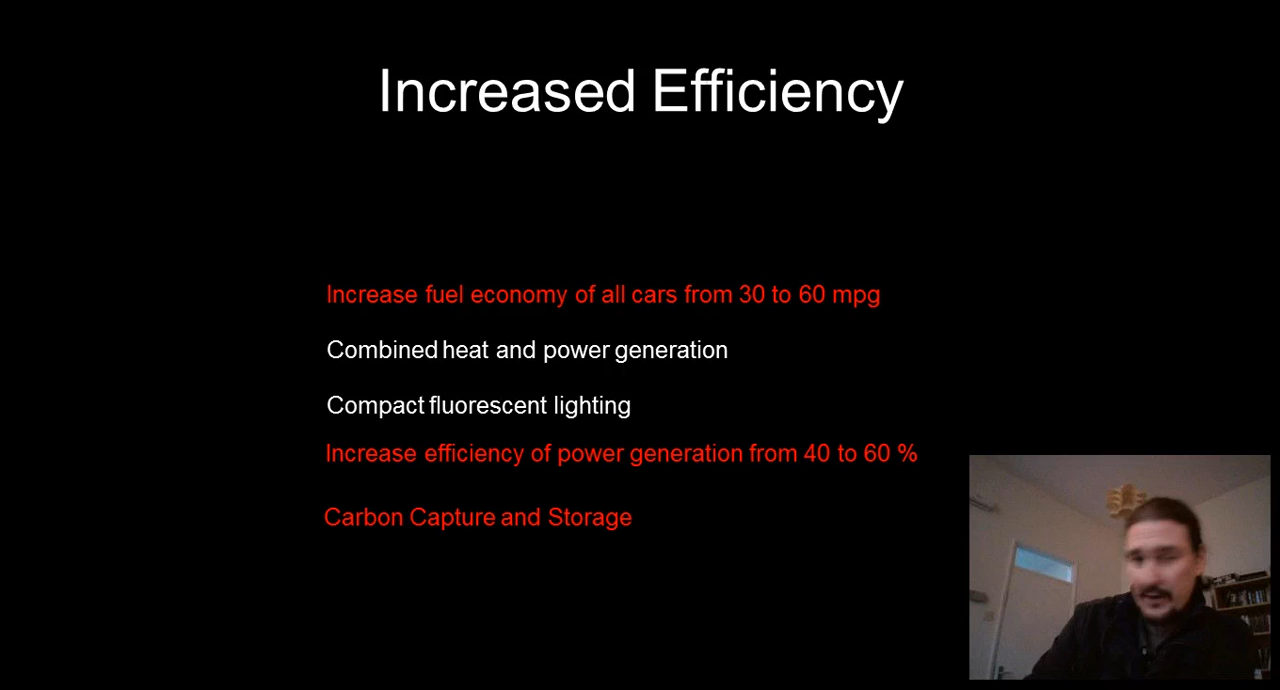 Increased Efficiency
Increase fuel economy of all cars from 30 to 60 mpg
Combined heat and power generation
Compact fluorescent lighting
Increase efficiency of power generation from 40 to 60 %
Carbon Capture and Storage